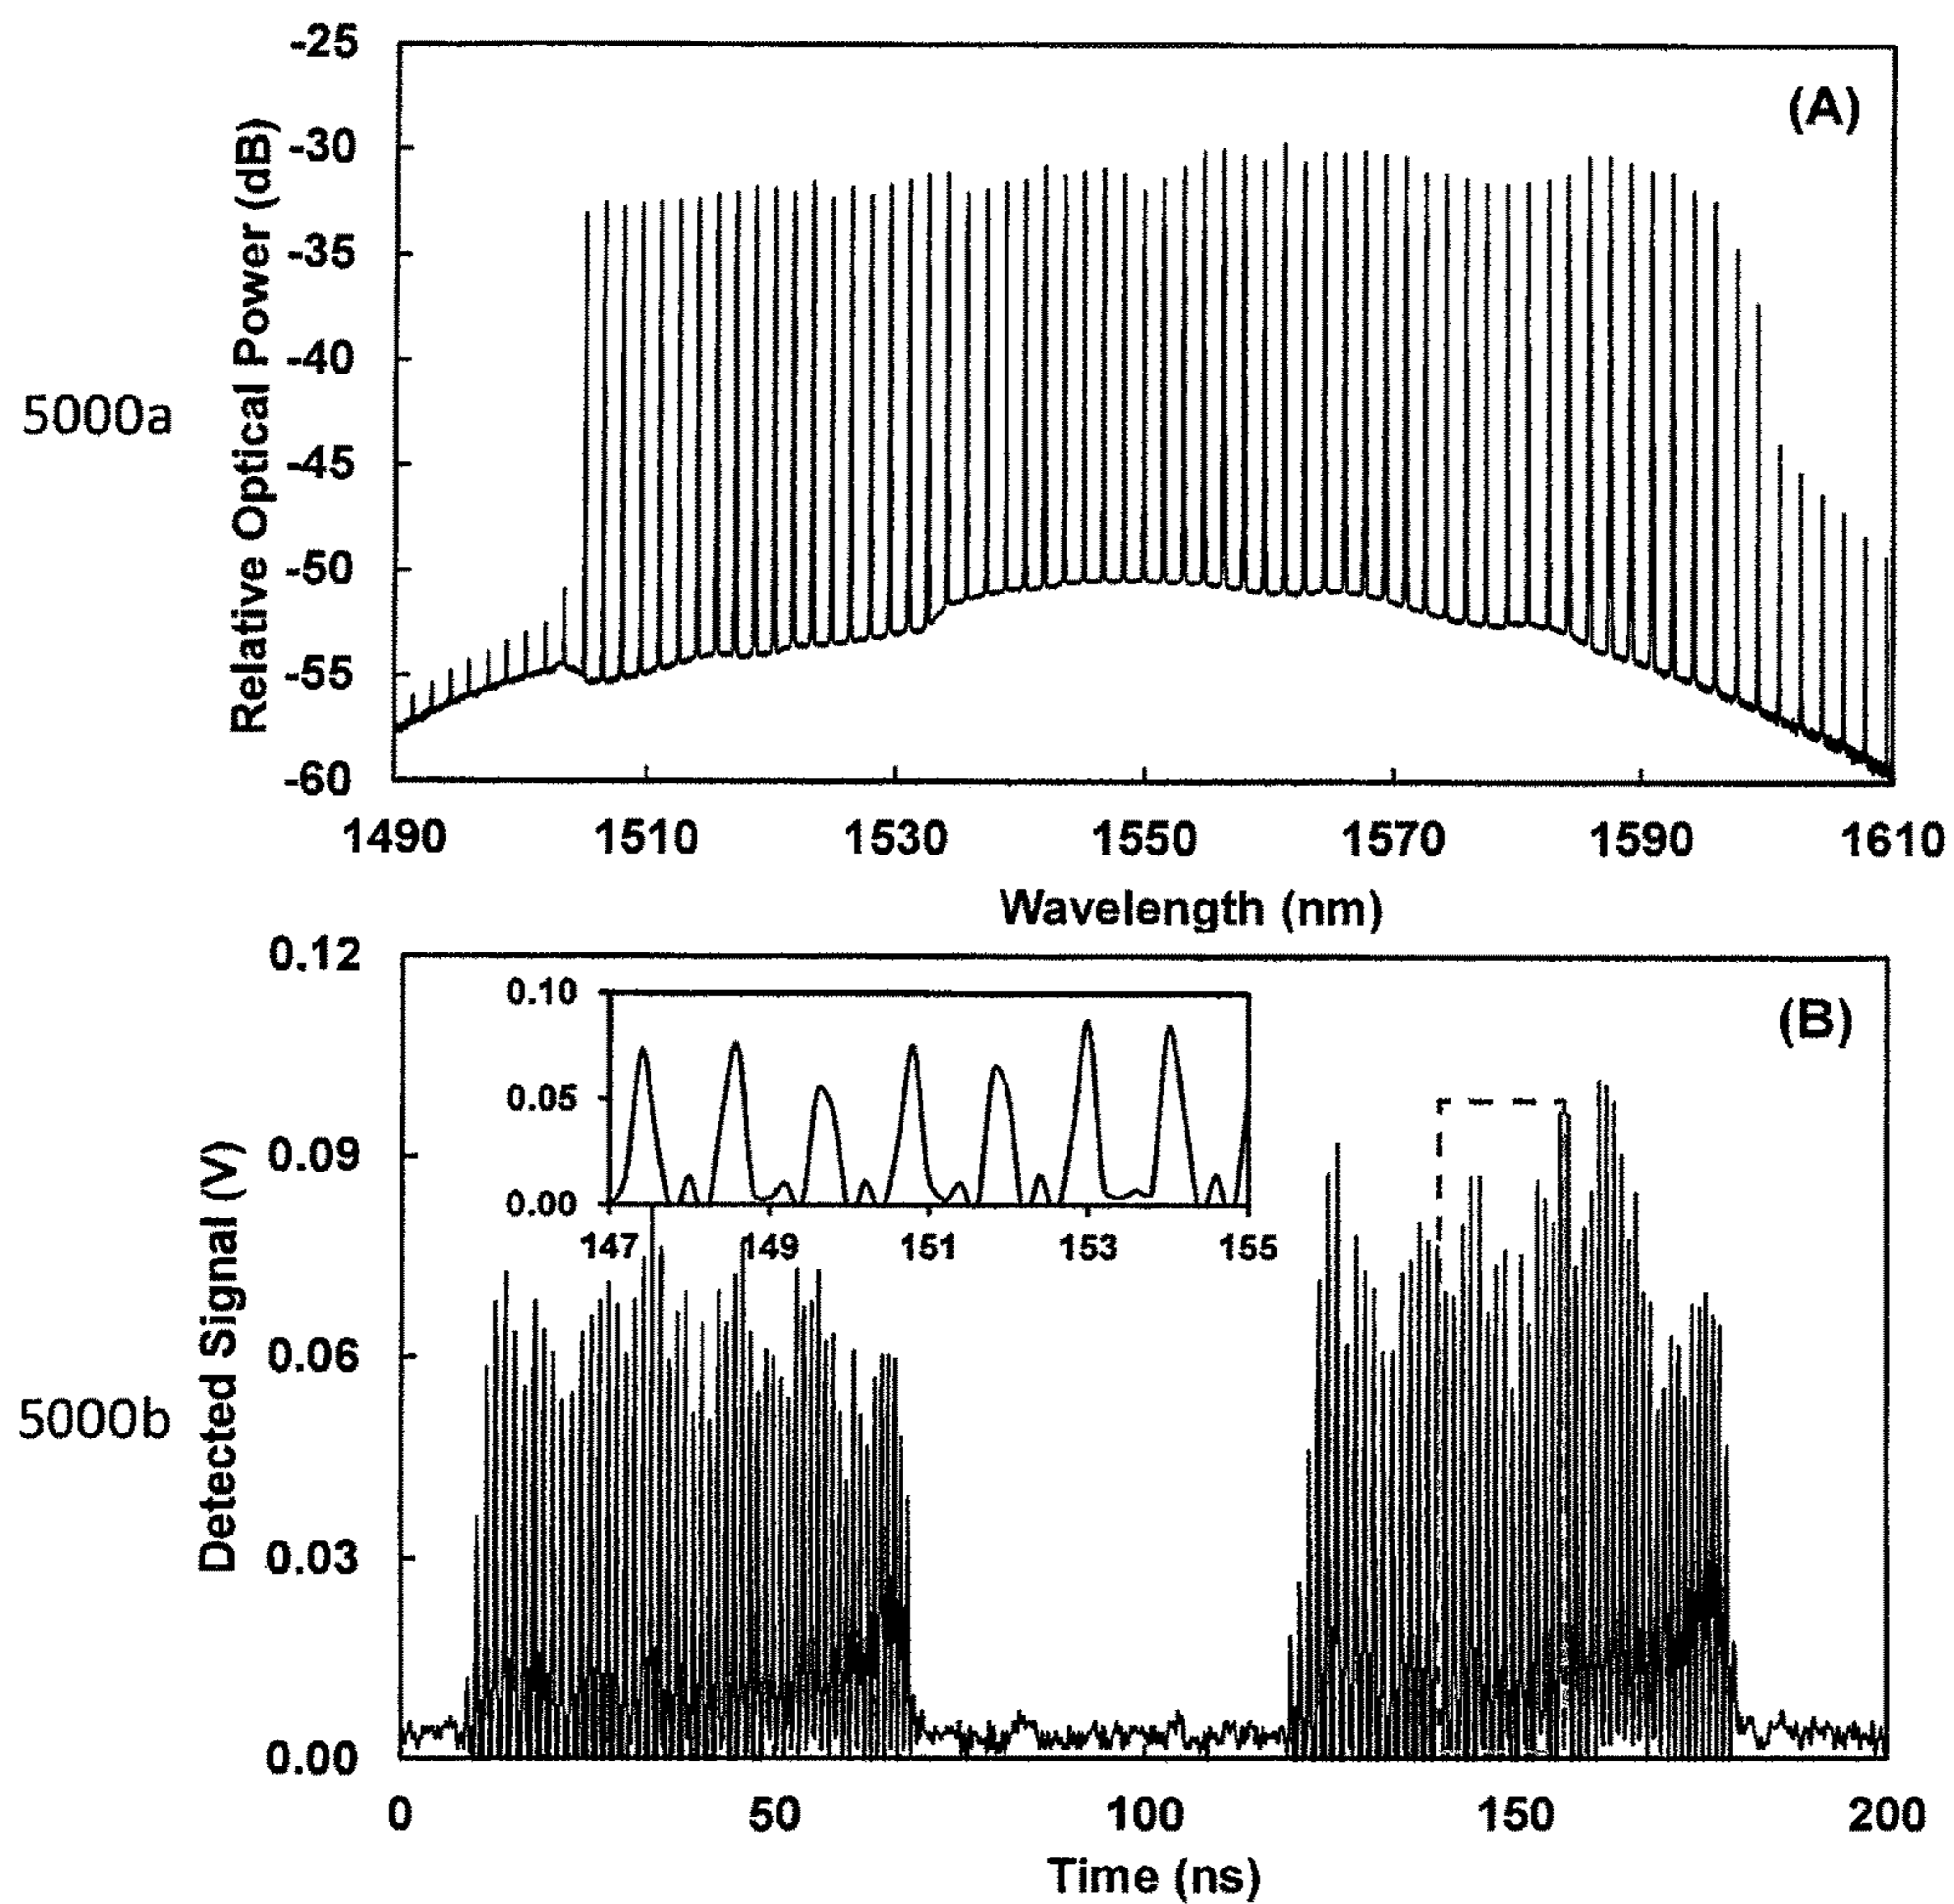 -25
(A)
-30
-35
-40
-45
-50
-55
-60
Relative Optical Power (dB)
5000a
1490 1510 1530 1550 1570 1590 1610
Wavelength (nm)
0.12
(B)
0.10
0.05
0.00
147 149 151 153 155
0.09
0.06
0.03
0.00
Detected Signal (V)
5000b
0 50 100 150 200
Time (ns)